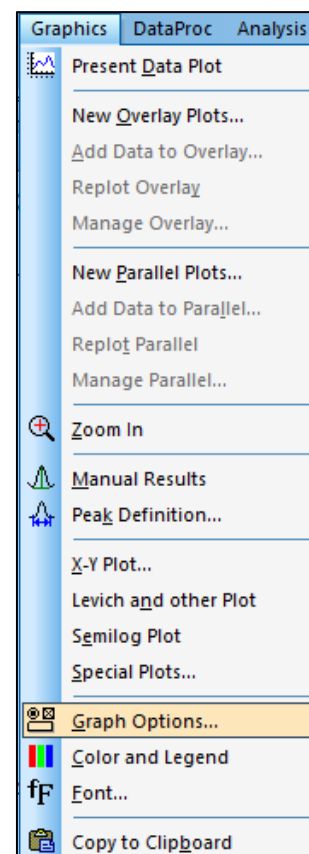 Graphics DataProc Analysis
Present Data Plot
New Overlay Plots...
Add Data to Overlay...
Replot Overlay
Manage Overlay...
New Parallel Plots...
Add Data to Parallel...
Replot Parallel
Manage Parallel...
Zoom In
Manual Results
Peak Definition...
X-Y Plot...
Levich and other Plot
Semilog Plot
Special Plots...
Graph Options...
Color and Legend
fF Font...
Copy to Clipboard